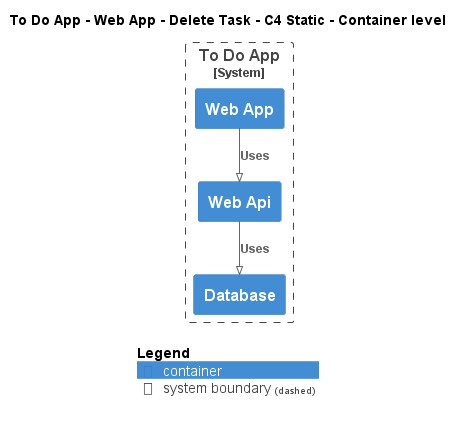 To Do App - Web App - Delete Task - C4 Static - Container level
To Do App
[System]
Web App
Uses
Web Api
Uses
Database
Legend
container
system boundary (dashed)